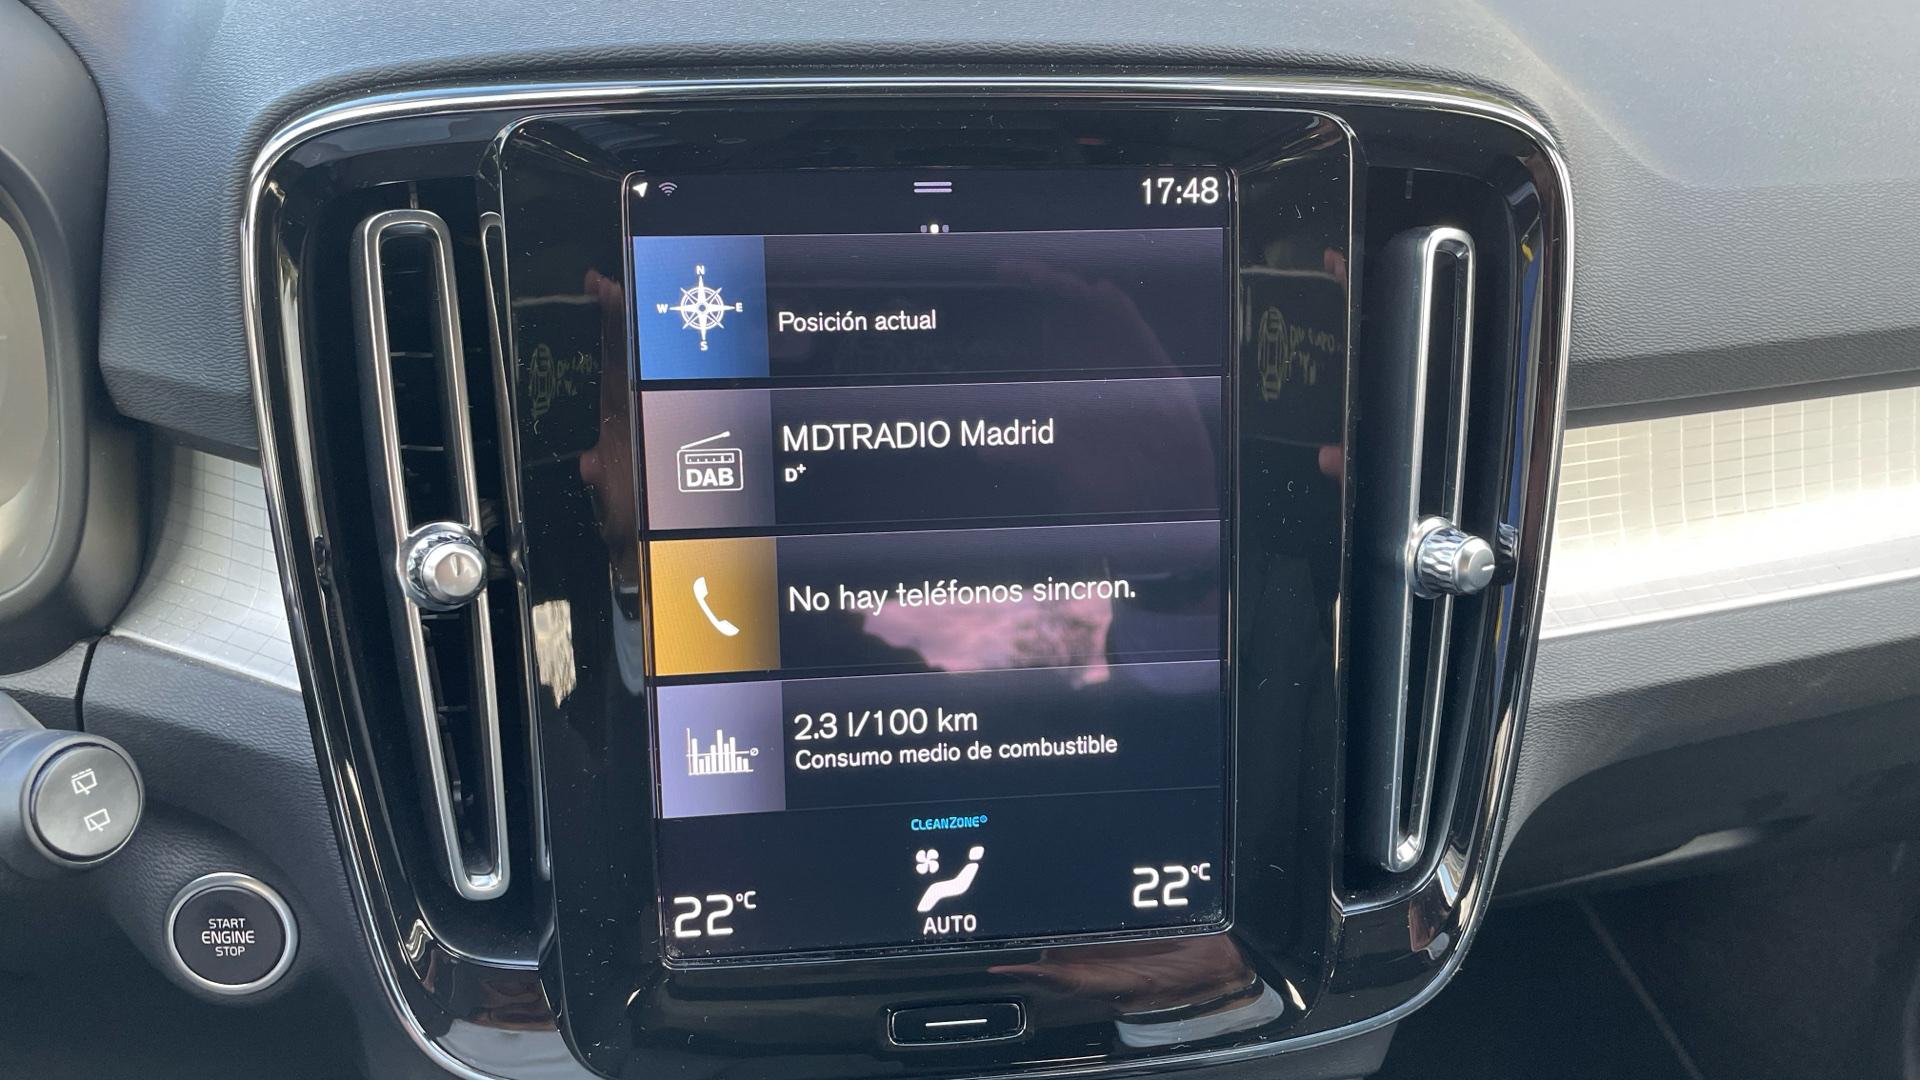 17:48
N
W E
S
Posición actual
MDTRADIO Madrid
DAB
D+
No hay teléfonos sincron.
2.3 l/100 km
Consumo medio de combustible
CLEANZONE®
22°C
22°C
AUTO
START
ENGINE
STOP